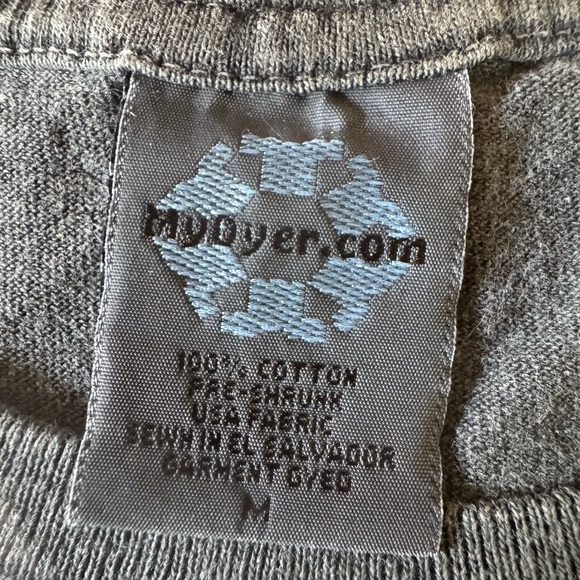 MyDyer.com
100% COTTON
PRE-SHRUNK
USA FABRIC
SEWN IN EL SALVADOR
GARMENT DYED
M